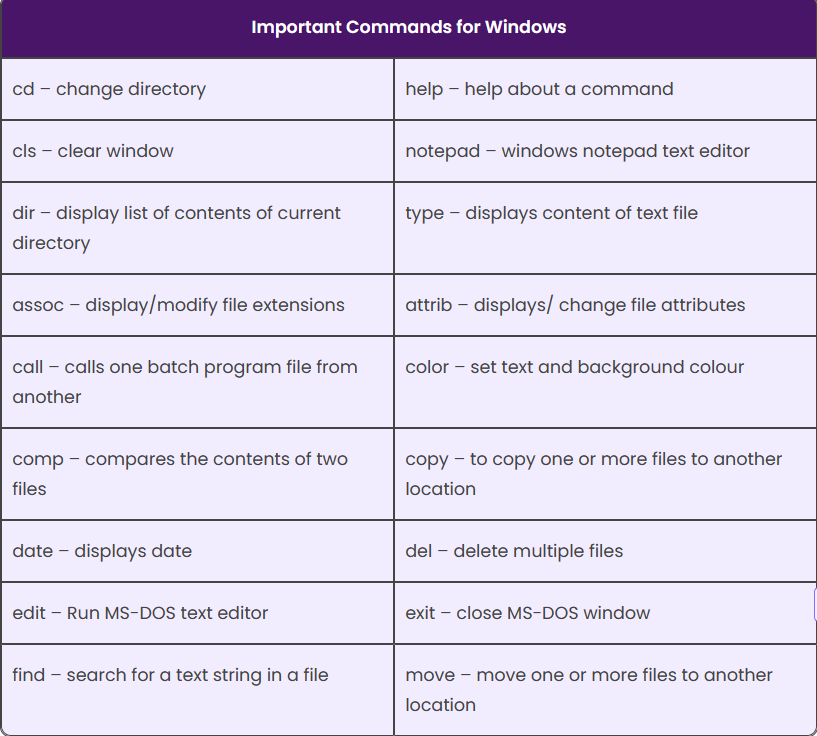 Important Commands for Windows
cd – change directory
help – help about a command
cls – clear window
notepad – windows notepad text editor
dir – display list of contents of current
directory
type – displays content of text file
assoc – display/modify file extensions
attrib – displays/ change file attributes
call – calls one batch program file from
another
color – set text and background colour
comp – compares the contents of two
files
copy – to copy one or more files to another
location
date – displays date
del – delete multiple files
edit – Run MS-DOS text editor
exit – close MS-DOS window
find – search for a text string in a file
move – move one or more files to another
location